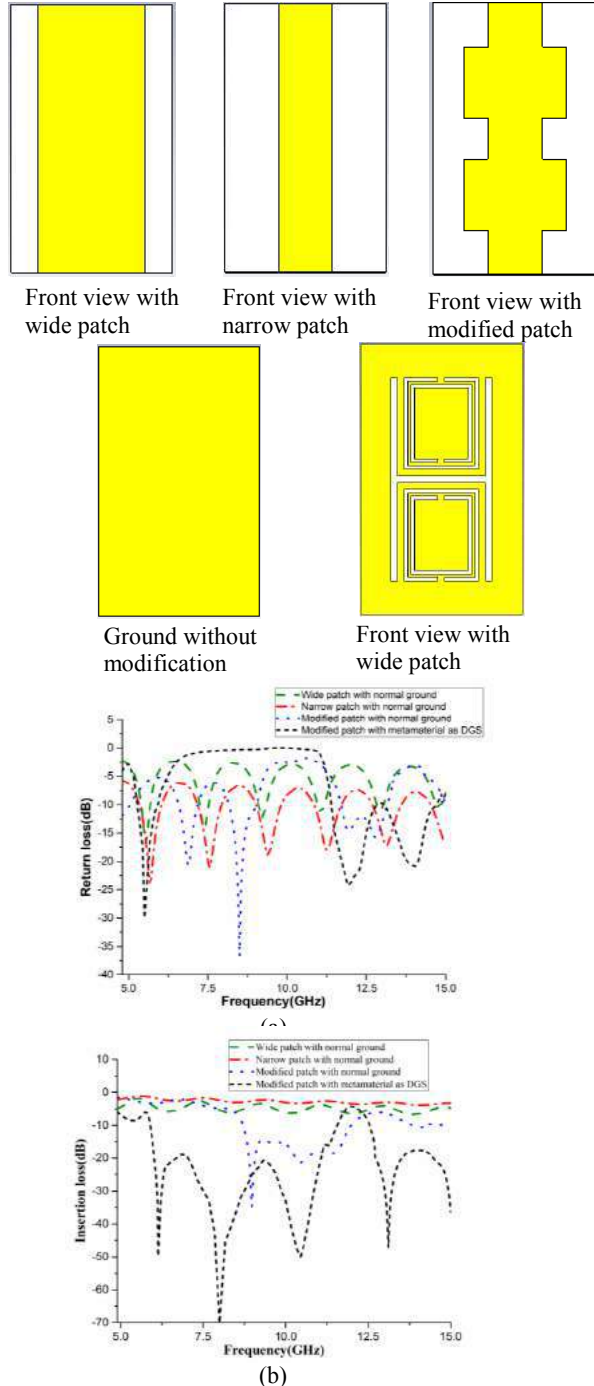 Front view with
wide patch
Front view with
narrow patch
Front view with
modified patch
Ground without
modification
Front view with
wide patch
Wide patch with normal ground
Narrow patch with normal ground
Modified patch with normal ground
Modified patch with metamaterial as DGS
5
0
-5
-10
-15
-20
-25
-30
-35
-40
Return loss(dB)
5.0 7.5 10.0 12.5 15.0
Frequency(GHz)
(a)
Wide patch with normal ground
Narrow patch with normal ground
Modified patch with normal ground
Modified patch with metamaterial as DGS
10
0
-10
-20
-30
-40
-50
-60
-70
Insertion loss(dB)
5.0 7.5 10.0 12.5 15.0
Frequency(GHz)
(b)